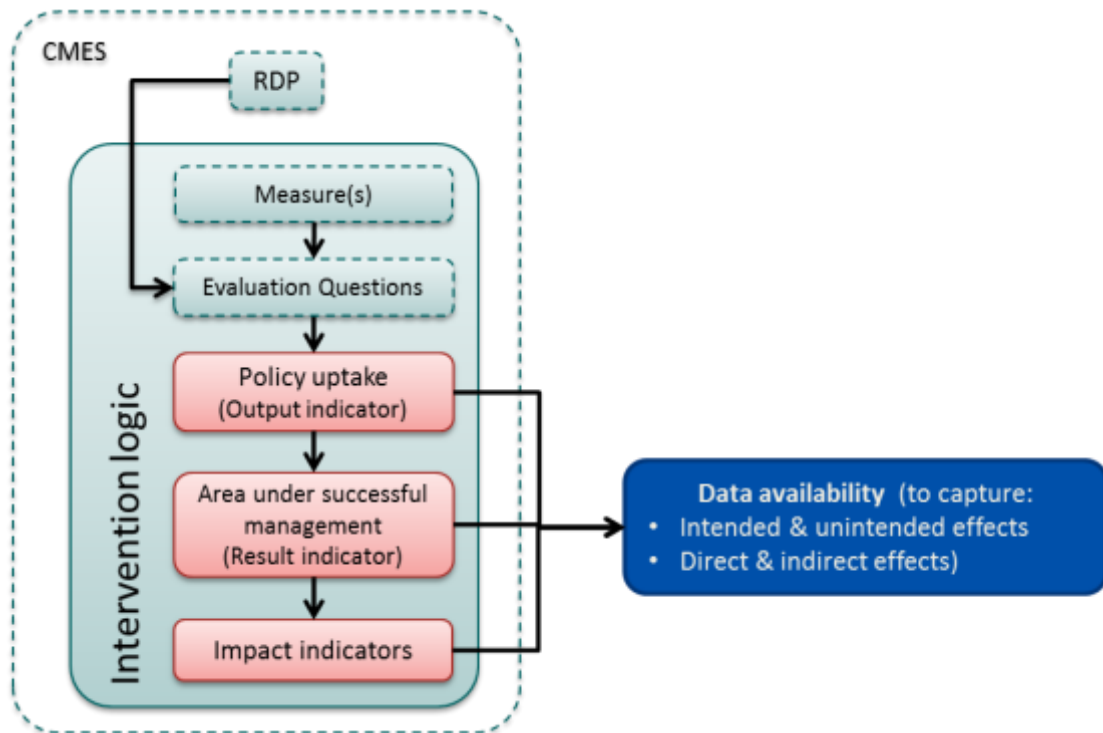 CMES
RDP
Measure(s)
Evaluation Questions
Policy uptake
(Output indicator)
Area under successful
management
(Result indicator)
Impact indicators
Intervention logic
Data availability (to capture:
• Intended & unintended effects
• Direct & indirect effects)